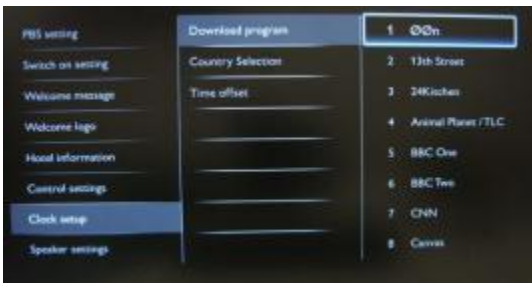 PBS setting
Switch on setting
Welcome message
Welcome logo
Hotel information
Control settings
Clock setup
Speaker settings
Download program
Country Selection
Time offset
1 ØØn
2 13th Street
3 24Kitchen
4 Animal Planet / TLC
5 BBC One
6 BBC Two
7 CNN
8 Canvas